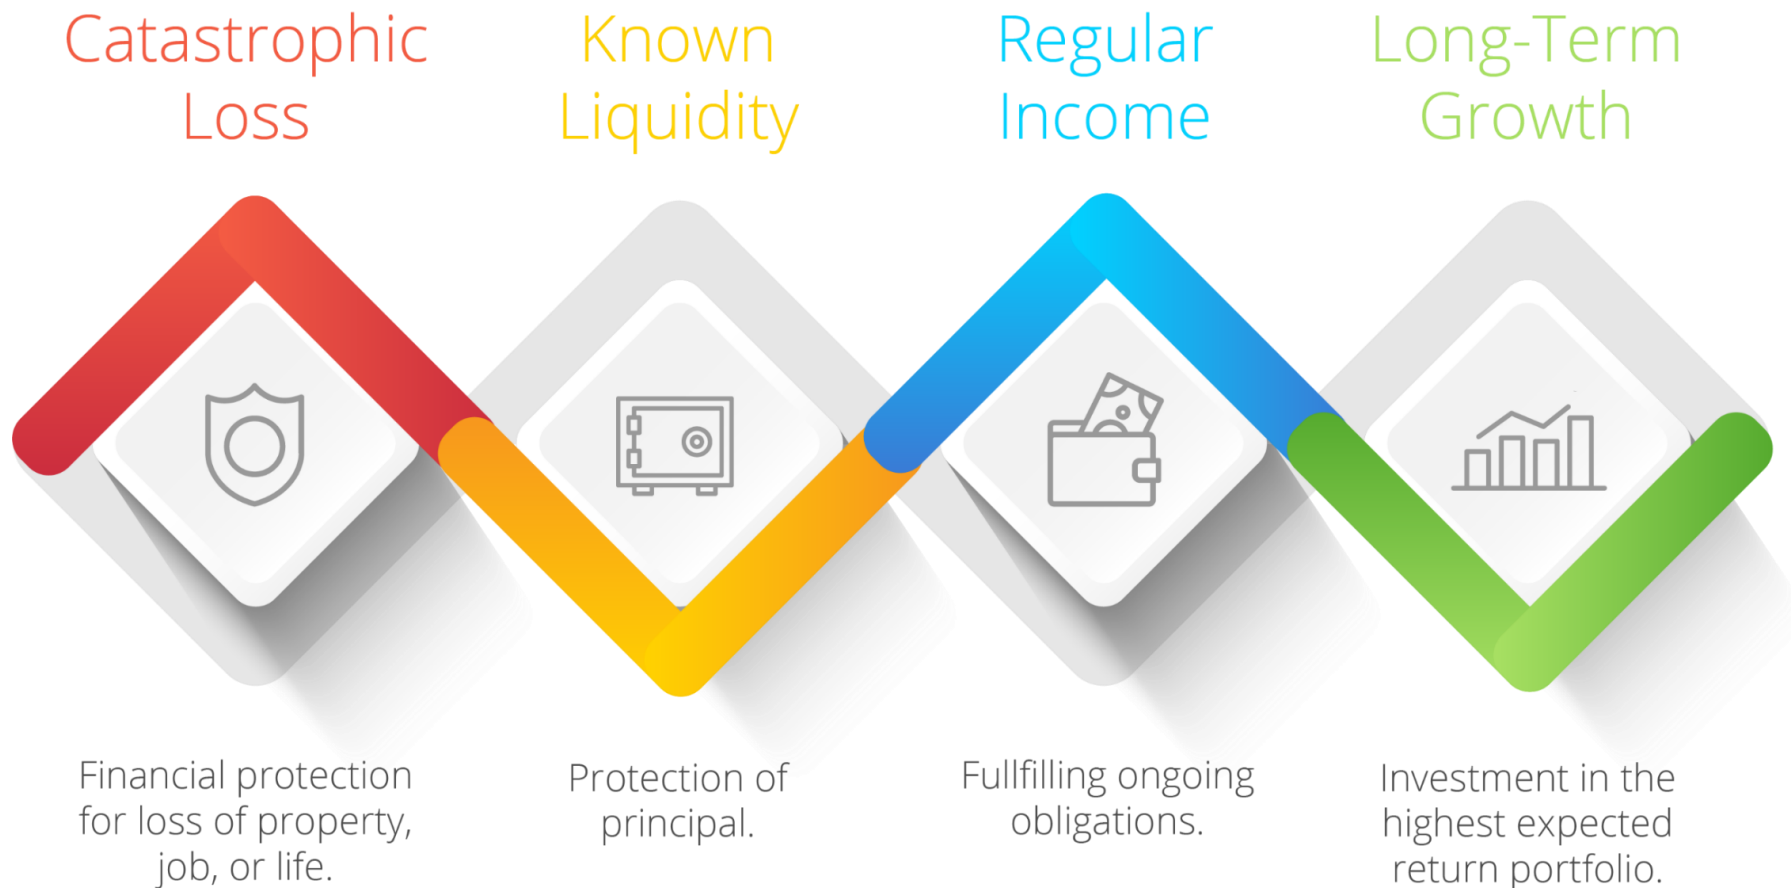 Catastrophic
Loss
Known
Liquidity
Regular
Income
Long-Term
Growth
Financial protection
for loss of property,
job, or life.
Protection of
principal.
Fullfilling ongoing
obligations.
Investment in the
highest expected
return portfolio.